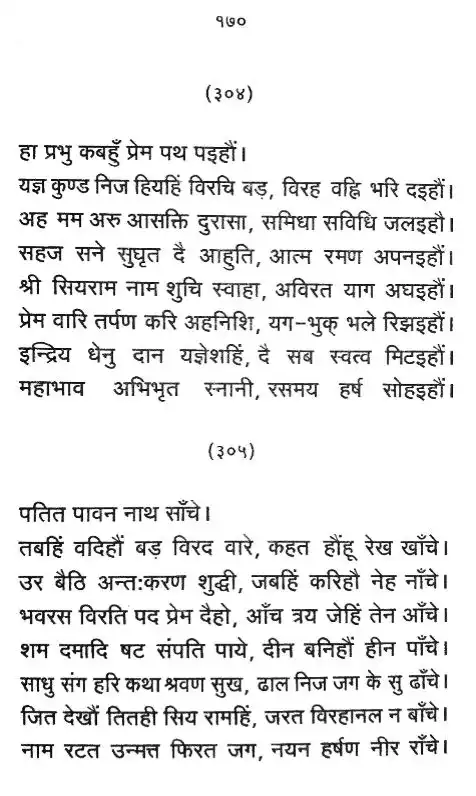 १७०
(३०४)
हा प्रभु कबहुँ प्रेम पथ पइहौं।
यज्ञ कुण्ड निज हियहिं विरचि बड़, विरह वह्नि भरि दइहौं।
अह मम अरु आसक्ति दुरासा, समिधा सविधि जलइहौ।
सहज सने सुघृत दै आहुति, आत्म रमण अपनइहौं।
श्री सियराम नाम शुचि स्वाहा, अविरत याग अघइहौं।
प्रेम वारि तर्पण करि अहनिशि, यग-भुक् भले रिझइहौं।
इन्द्रिय धेनु दान यज्ञेशहिं, दै सब स्वत्व मिटइहौं।
महाभाव अभिभृत स्नानी, रसमय हर्ष सोहइहौं।
(३०५)
पतित पावन नाथ साँचे।
तबहिं वदिहौं बड़ विरद वारे, कहत हौंहू रेख खाँचे।
उर बैठि अन्तःकरण शुद्धी, जबहिं करिहौ नेह नाँचे।
भवरस विरति पद प्रेम दैहो, आँच त्रय जेहिं तेन आँचे।
शम दमादि षट संपति पाये, दीन बनिहौं हीन पाँचे।
साधु संग हरि कथा श्रवण सुख, ढाल निज जग के सु ढाँचे।
जित देखौं तितही सिय रामहिं, जरत विरहानल न बाँचे।
नाम रटत उन्मत्त फिरत जग, नयन हर्षण नीर राँचे।